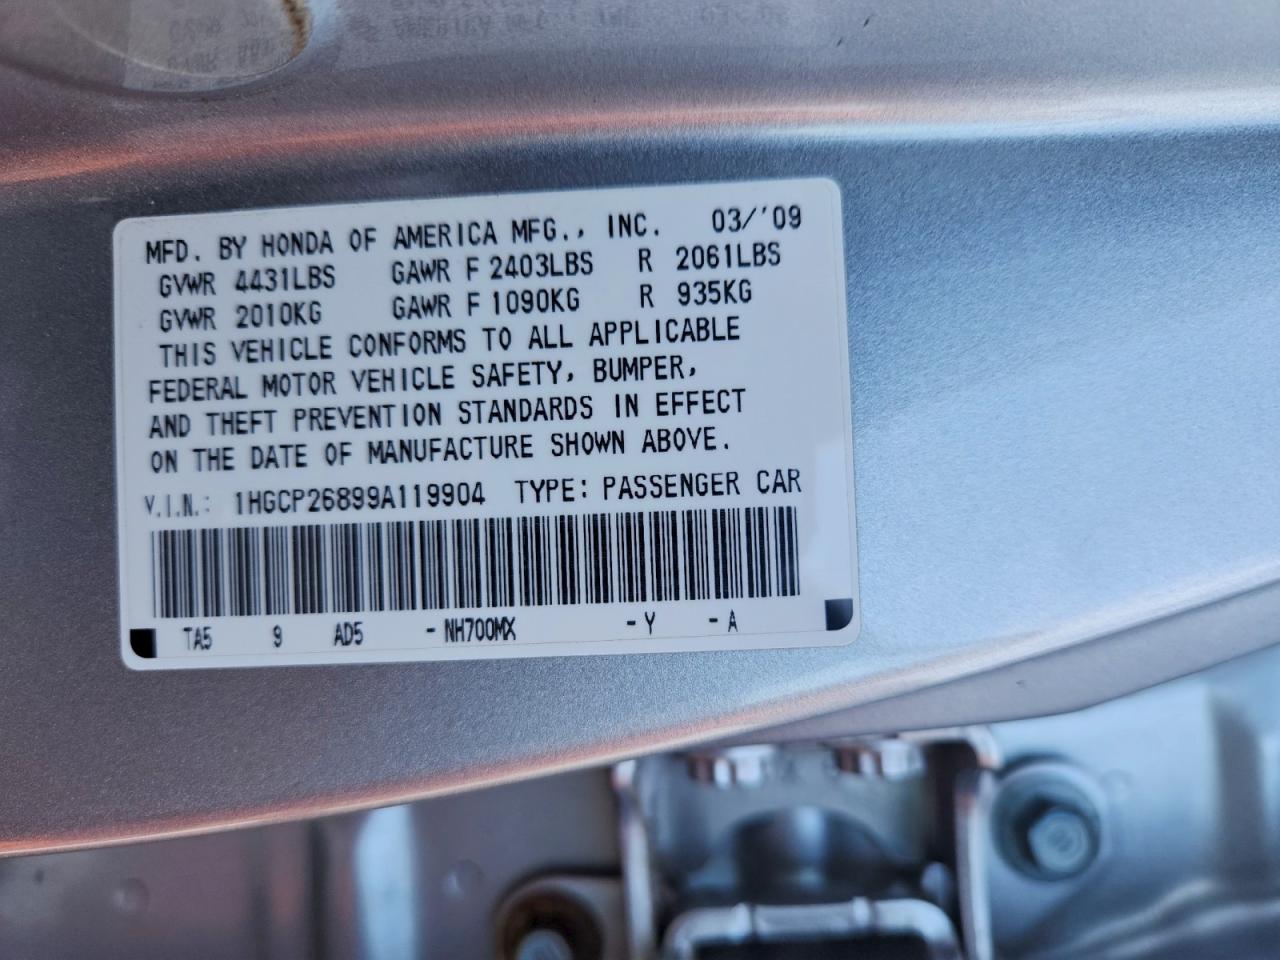 MFD. BY HONDA OF AMERICA MFG., INC. 03/'09
GVWR 4431LBS GAWR F 2403LBS R 2061LBS
GVWR 2010KG GAWR F 1090KG R 935KG
THIS VEHICLE CONFORMS TO ALL APPLICABLE
FEDERAL MOTOR VEHICLE SAFETY, BUMPER,
AND THEFT PREVENTION STANDARDS IN EFFECT
ON THE DATE OF MANUFACTURE SHOWN ABOVE.
V.I.N.: 1HGCP26899A119904 TYPE: PASSENGER CAR
TA5 9 AD5 - NH700MX - Y - A